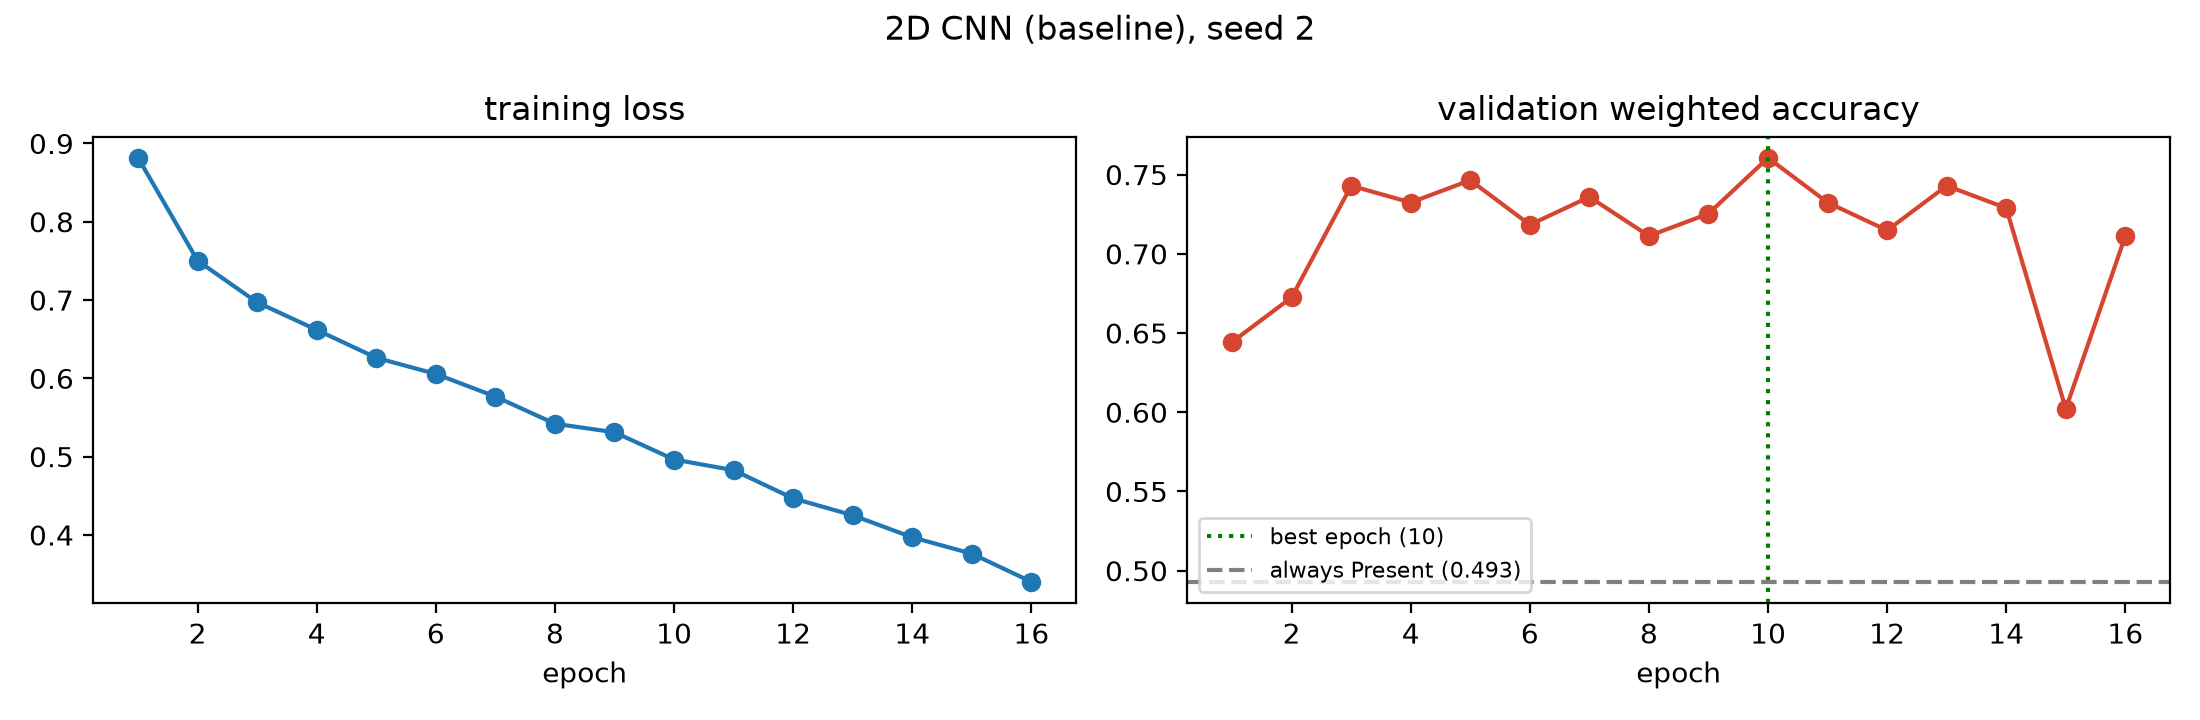 2D CNN (baseline), seed 2
training loss
0.9
0.8
0.7
0.6
0.5
0.4
2 4 6 8 10 12 14 16
epoch
validation weighted accuracy
0.75
0.70
0.65
0.60
0.55
0.50
best epoch (10)
always Present (0.493)
2 4 6 8 10 12 14 16
epoch